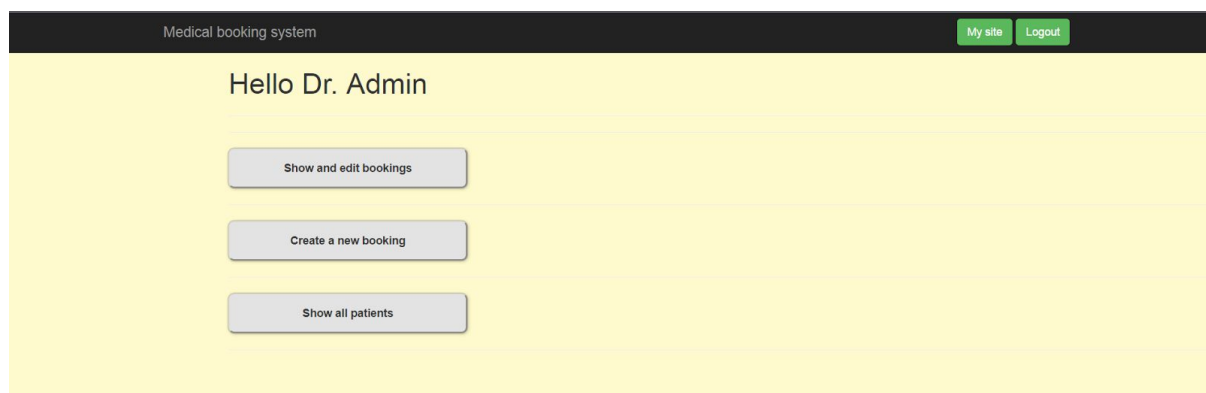 Medical booking system
My site
Logout
Hello Dr. Admin
Show and edit bookings
Create a new booking
Show all patients